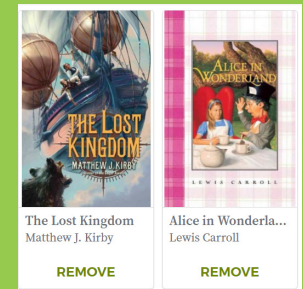 THE LOST
KINGDOM
MATTHEW J. KIRBY
The Lost Kingdom
Matthew J. Kirby
REMOVE
ALICE IN
WONDERLAND
LEWIS CARROLL
Alice in Wonderla...
Lewis Carroll
REMOVE